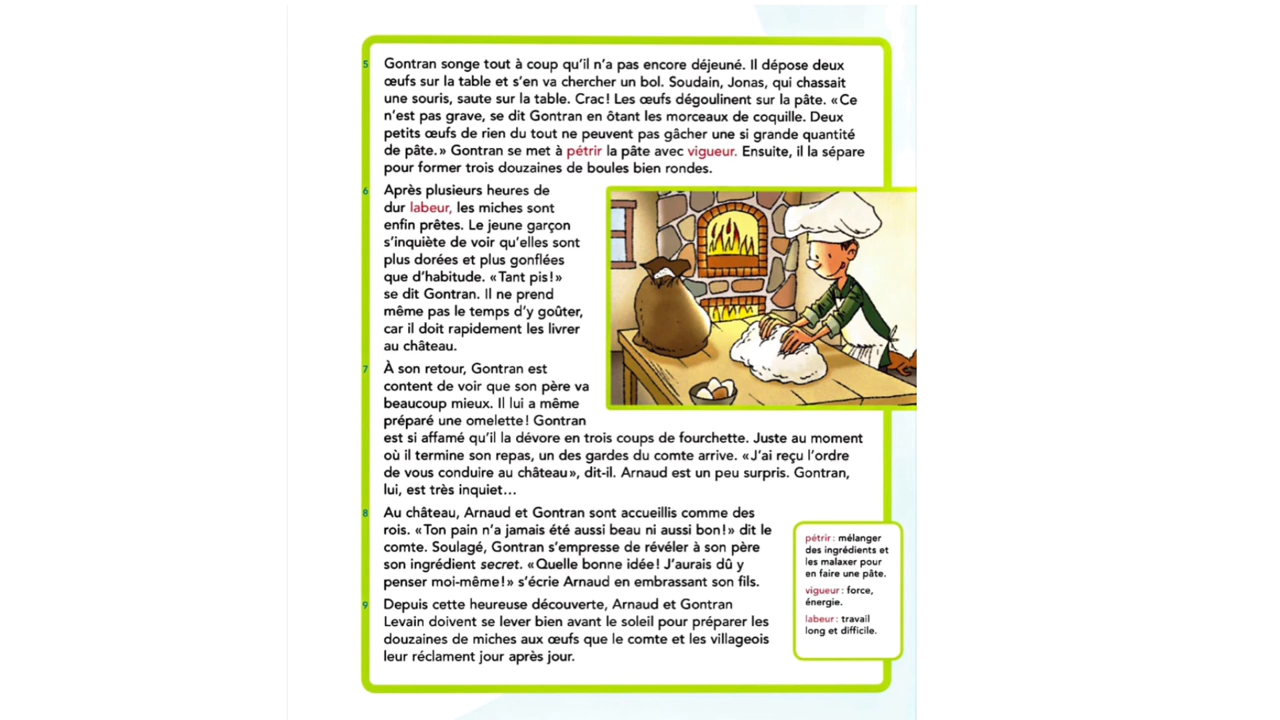 5 Gontran songe tout à coup qu'il n'a pas encore déjeuné. Il dépose deux
œufs sur la table et s'en va chercher un bol. Soudain, Jonas, qui chassait
une souris, saute sur la table. Crac! Les œufs dégoulinent sur la pâte. «Ce
n'est pas grave, se dit Gontran en ôtant les morceaux de coquille. Deux
petits œufs de rien du tout ne peuvent pas gâcher une si grande quantité
de pâte.» Gontran se met à pétrir la pâte avec vigueur. Ensuite, il la sépare
pour former trois douzaines de boules bien rondes.
6 Après plusieurs heures de
dur labeur, les miches sont
enfin prêtes. Le jeune garçon
s'inquiète de voir qu'elles sont
plus dorées et plus gonflées
que d'habitude. «Tant pis!»
se dit Gontran. Il ne prend
même pas le temps d'y goûter,
car il doit rapidement les livrer
au château.
7 À son retour, Gontran est
content de voir que son père va
beaucoup mieux. Il lui a même
préparé une omelette! Gontran
est si affamé qu'il la dévore en trois coups de fourchette. Juste au moment
où il termine son repas, un des gardes du comte arrive. «J'ai reçu l'ordre
de vous conduire au château», dit-il. Arnaud est un peu surpris. Gontran,
lui, est très inquiet...
8 Au château, Arnaud et Gontran sont accueillis comme des
rois. «Ton pain n'a jamais été aussi beau ni aussi bon!» dit le
comte. Soulagé, Gontran s'empresse de révéler à son père
son ingrédient secret. «Quelle bonne idée! J'aurais dû y
penser moi-même!» s'écrie Arnaud en embrassant son fils.
9 Depuis cette heureuse découverte, Arnaud et Gontran
Levain doivent se lever bien avant le soleil pour préparer les
douzaines de miches aux œufs que le comte et les villageois
leur réclament jour après jour.
pétrir : mélanger
des ingrédients et
les malaxer pour
en faire une pâte.
vigueur : force,
énergie.
labeur : travail
long et difficile.